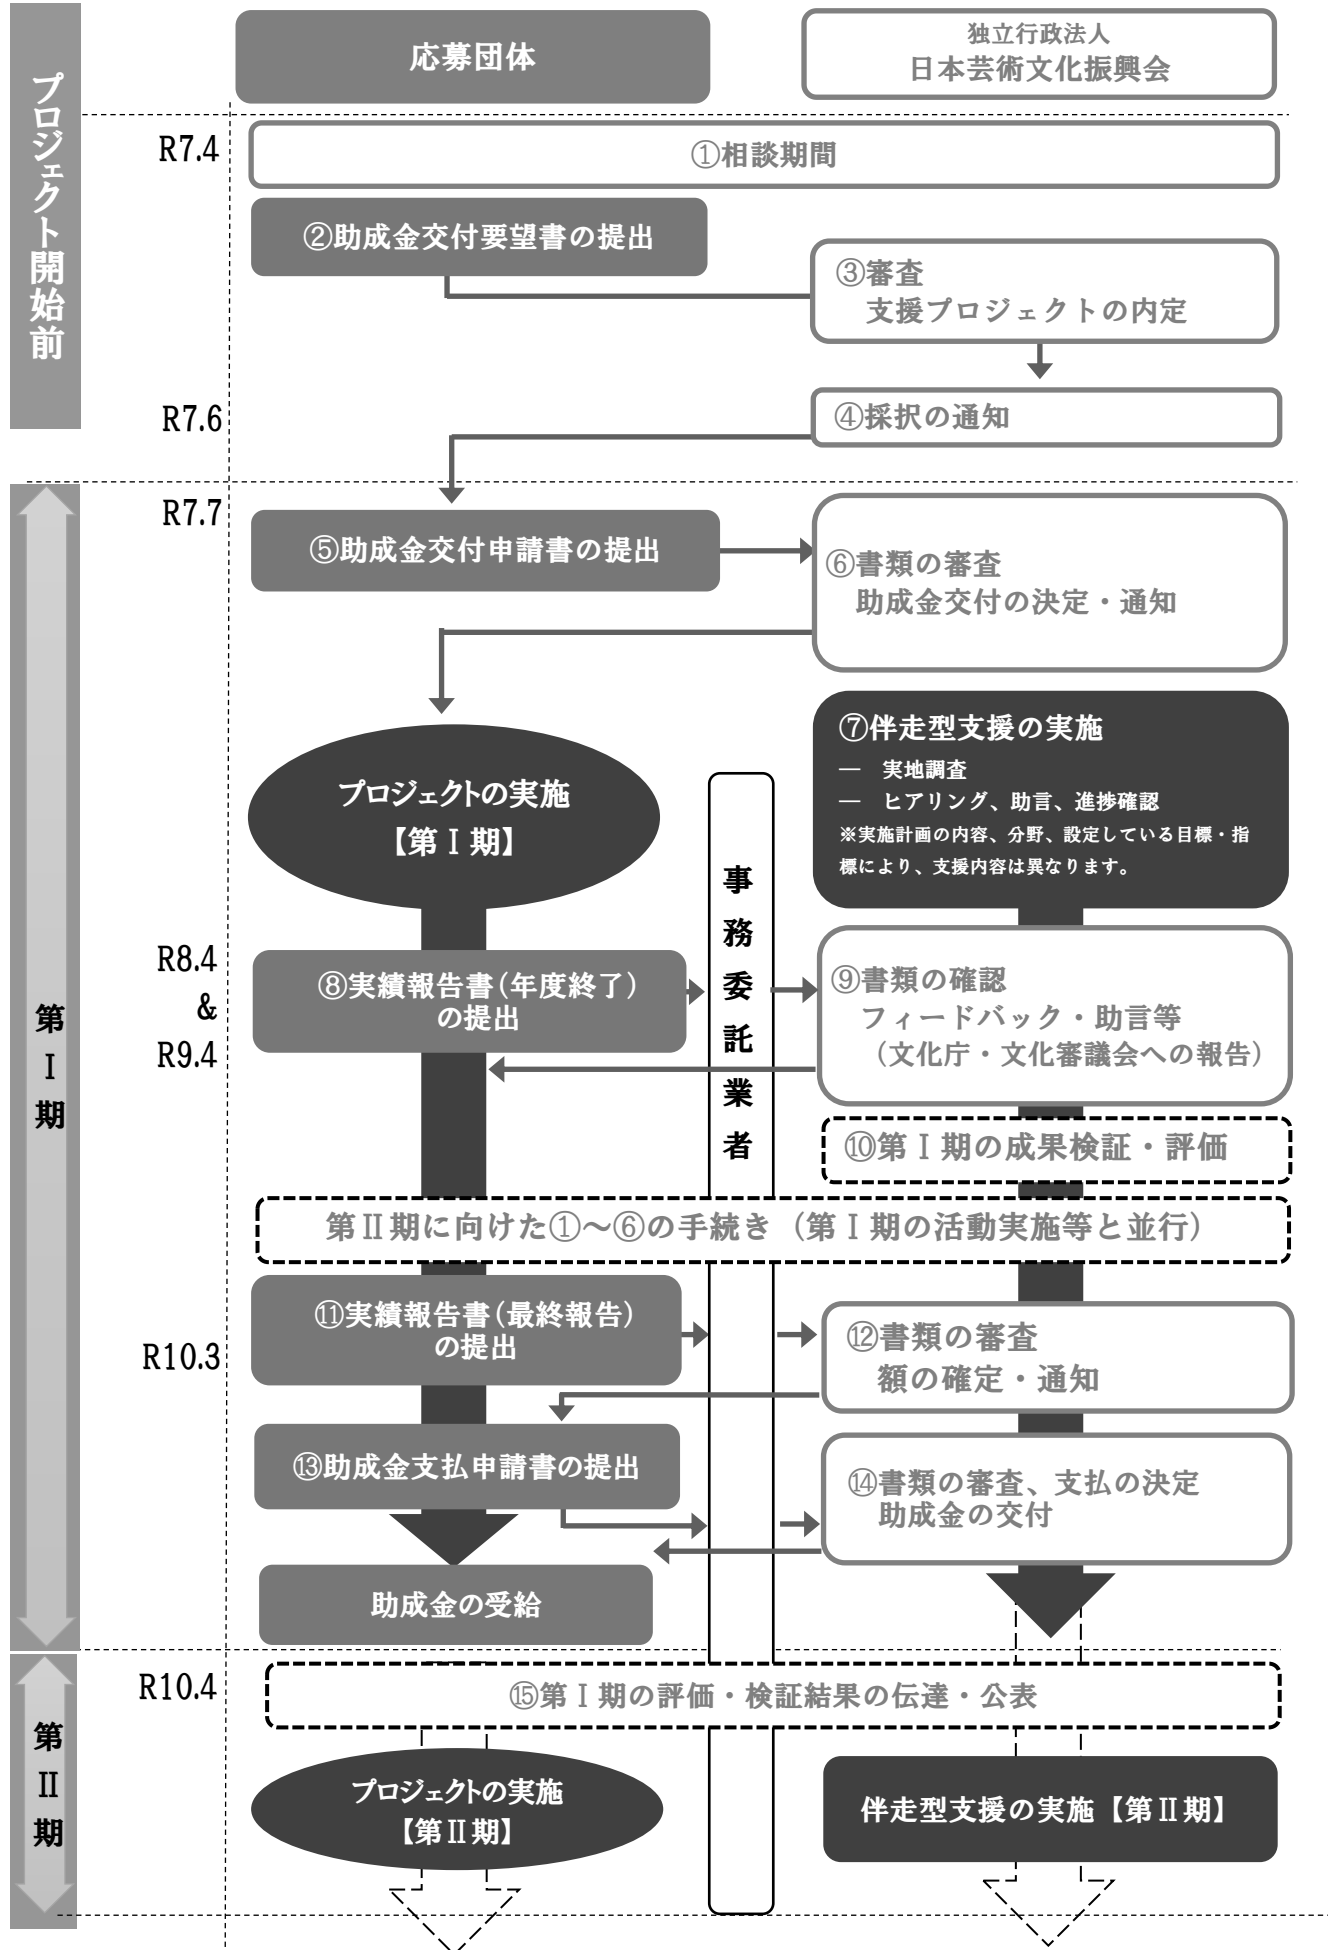 プロジェクト開始前
応募団体
独立行政法人
日本芸術文化振興会
R7.4
①相談期間
②助成金交付要望書の提出
③審査
支援プロジェクトの内定
R7.6
④採択の通知
第Ⅰ期
R7.7
⑤助成金交付申請書の提出
⑥書類の審査
助成金交付の決定・通知
プロジェクトの実施
【第Ⅰ期】
事務委託業者
⑦伴走型支援の実施
― 実地調査
― ヒアリング、助言、進捗確認
※実施計画の内容、分野、設定している目標・指
標により、支援内容は異なります。
R8.4
&
R9.4
⑧実績報告書(年度終了)
の提出
⑨書類の確認
フィードバック・助言等
(文化庁・文化審議会への報告)
⑩第Ⅰ期の成果検証・評価
第Ⅱ期に向けた①～⑥の手続き(第Ⅰ期の活動実施等と並行)
R10.3
⑪実績報告書(最終報告)
の提出
⑫書類の審査
額の確定・通知
⑬助成金支払申請書の提出
⑭書類の審査、支払の決定
助成金の交付
助成金の受給
第Ⅱ期
R10.4
⑮第Ⅰ期の評価・検証結果の伝達・公表
プロジェクトの実施
【第Ⅱ期】
伴走型支援の実施【第Ⅱ期】